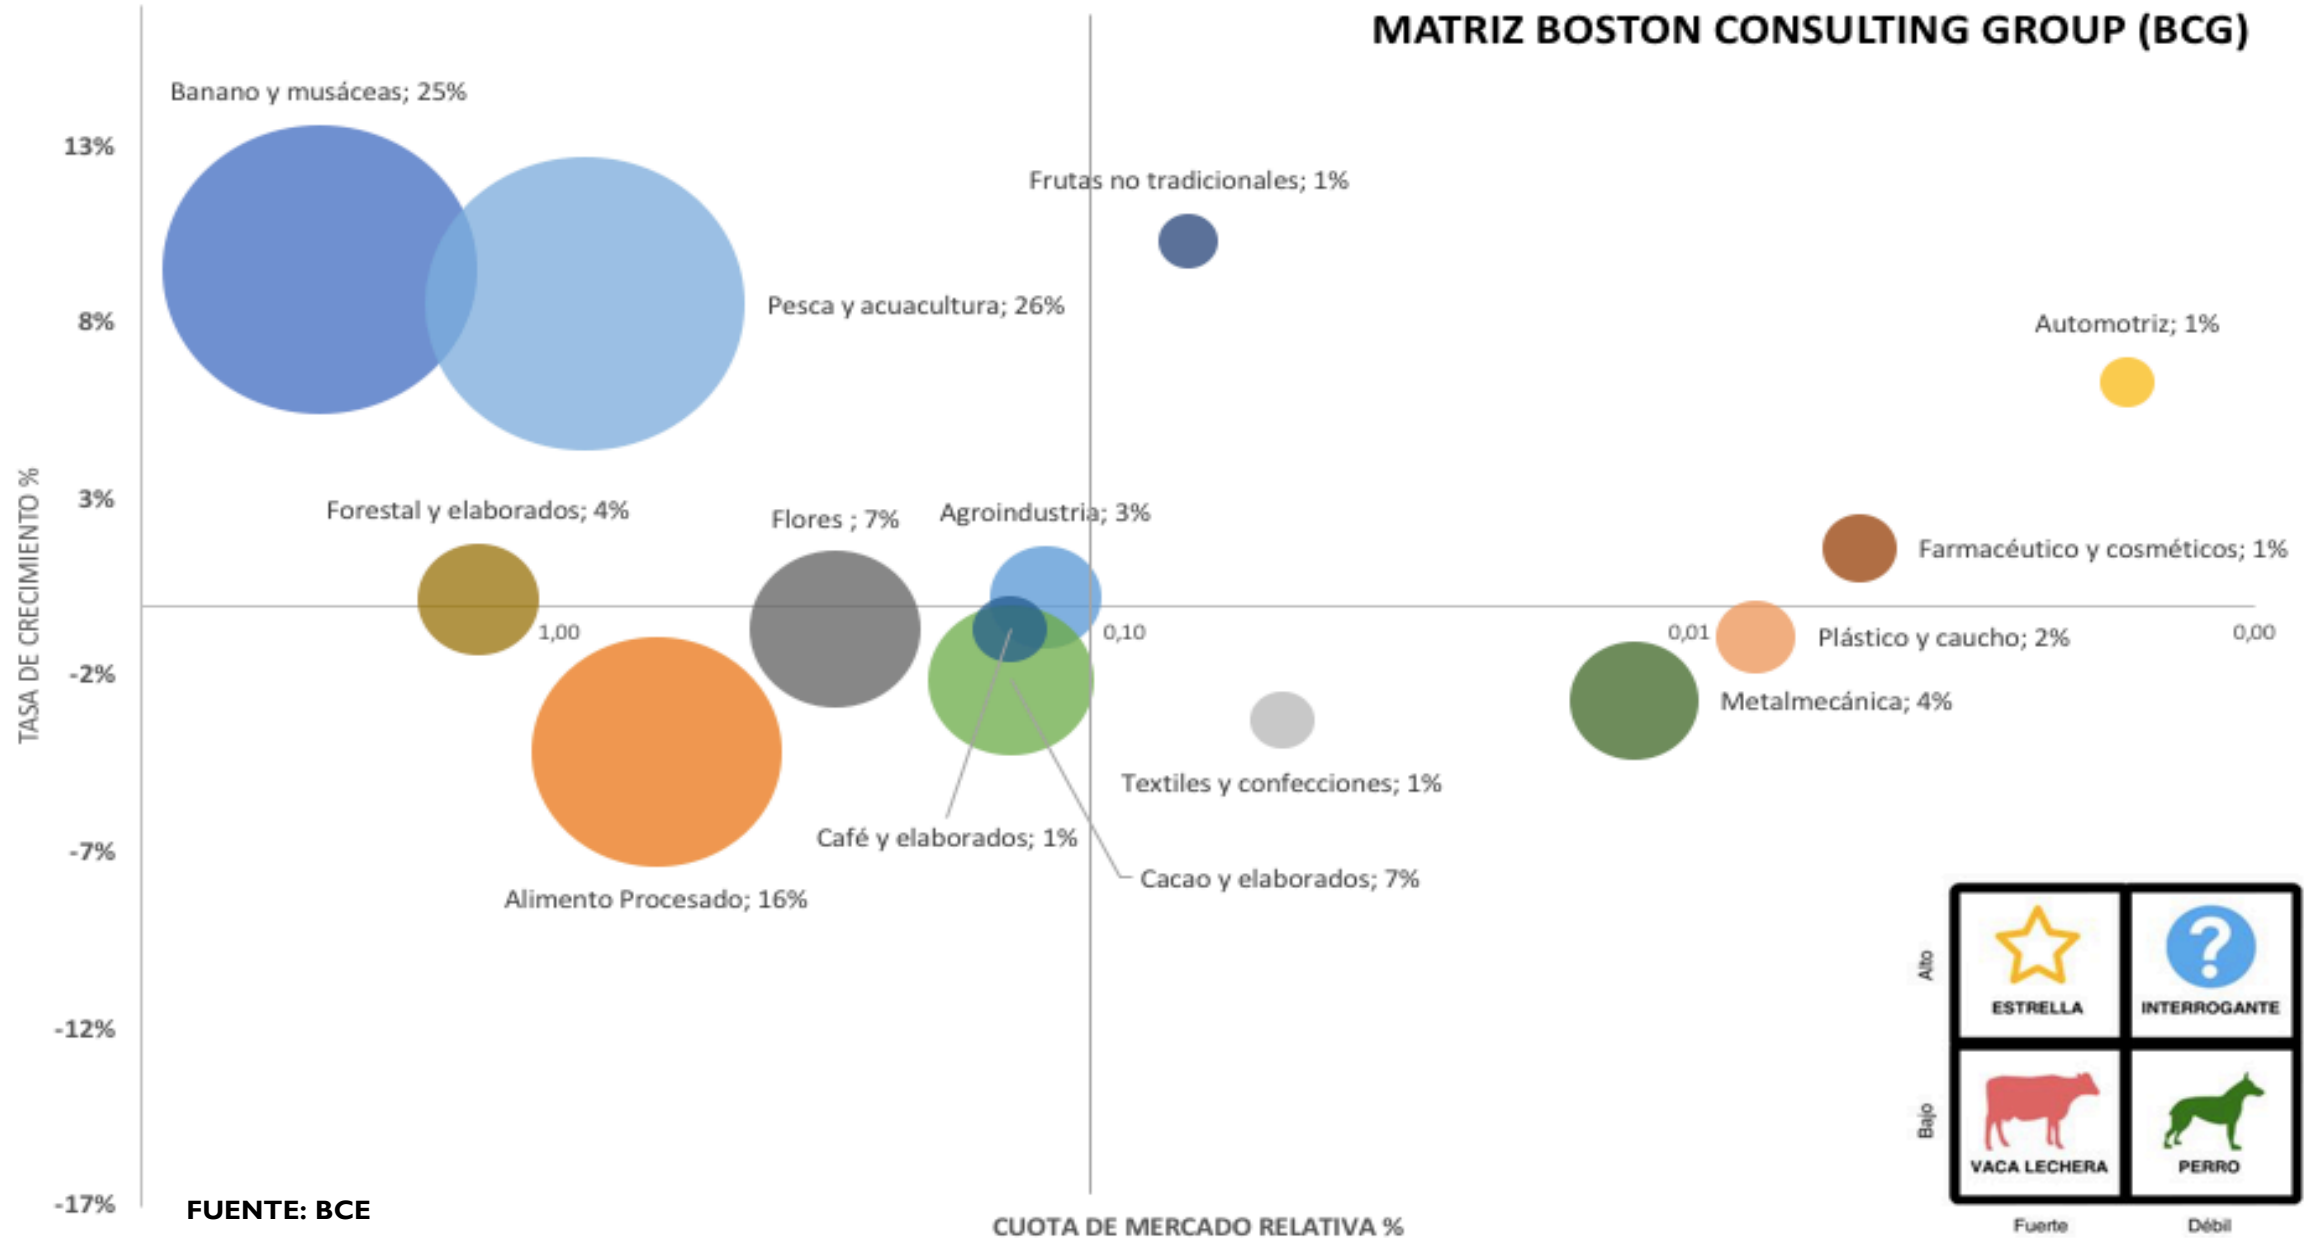 MATRIZ BOSTON CONSULTING GROUP (BCG)
Banano y musáceas; 25%
13%
Frutas no tradicionales; 1%
Pesca y acuacultura; 26%
8%
Automotriz; 1%
TASA DE CRECIMIENTO %
3%
Forestal y elaborados; 4%
Flores ; 7%
Agroindustria; 3%
Farmacéutico y cosméticos; 1%
1,00
0,10
0,01
0,00
Plástico y caucho; 2%
-2%
Metalmecánica; 4%
Textiles y confecciones; 1%
Café y elaborados; 1%
-7%
Cacao y elaborados; 7%
Alimento Procesado; 16%
-12%
-17%
FUENTE: BCE
CUOTA DE MERCADO RELATIVA %
Alto
?
ESTRELLA
INTERROGANTE
Bajo
VACA LECHERA
PERRO
Fuerte
Débil